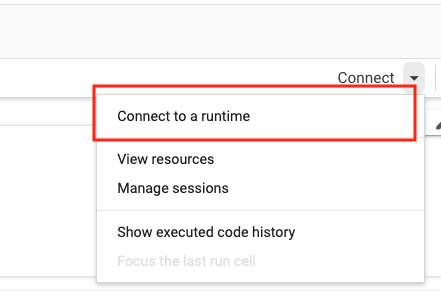 Connect
Connect to a runtime
View resources
Manage sessions
Show executed code history
Focus the last run cell